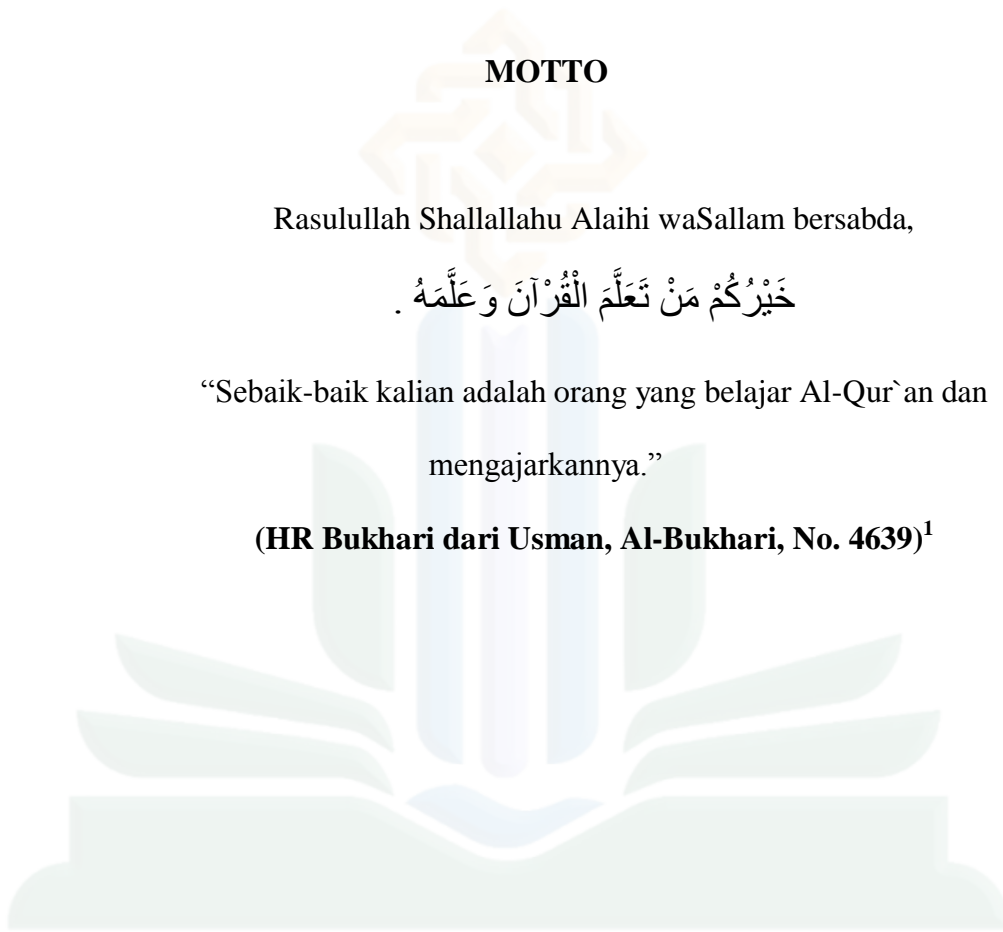 MOTTO
Rasulullah Shallallahu Alaihi waSallam bersabda,
خَيْرُكُمْ مَنْ تَعَلَّمَ الْقُرْآنَ وَعَلَّمَهُ .
“Sebaik-baik kalian adalah orang yang belajar Al-Qur`an dan
mengajarkannya.”
(HR Bukhari dari Usman, Al-Bukhari, No. 4639)¹